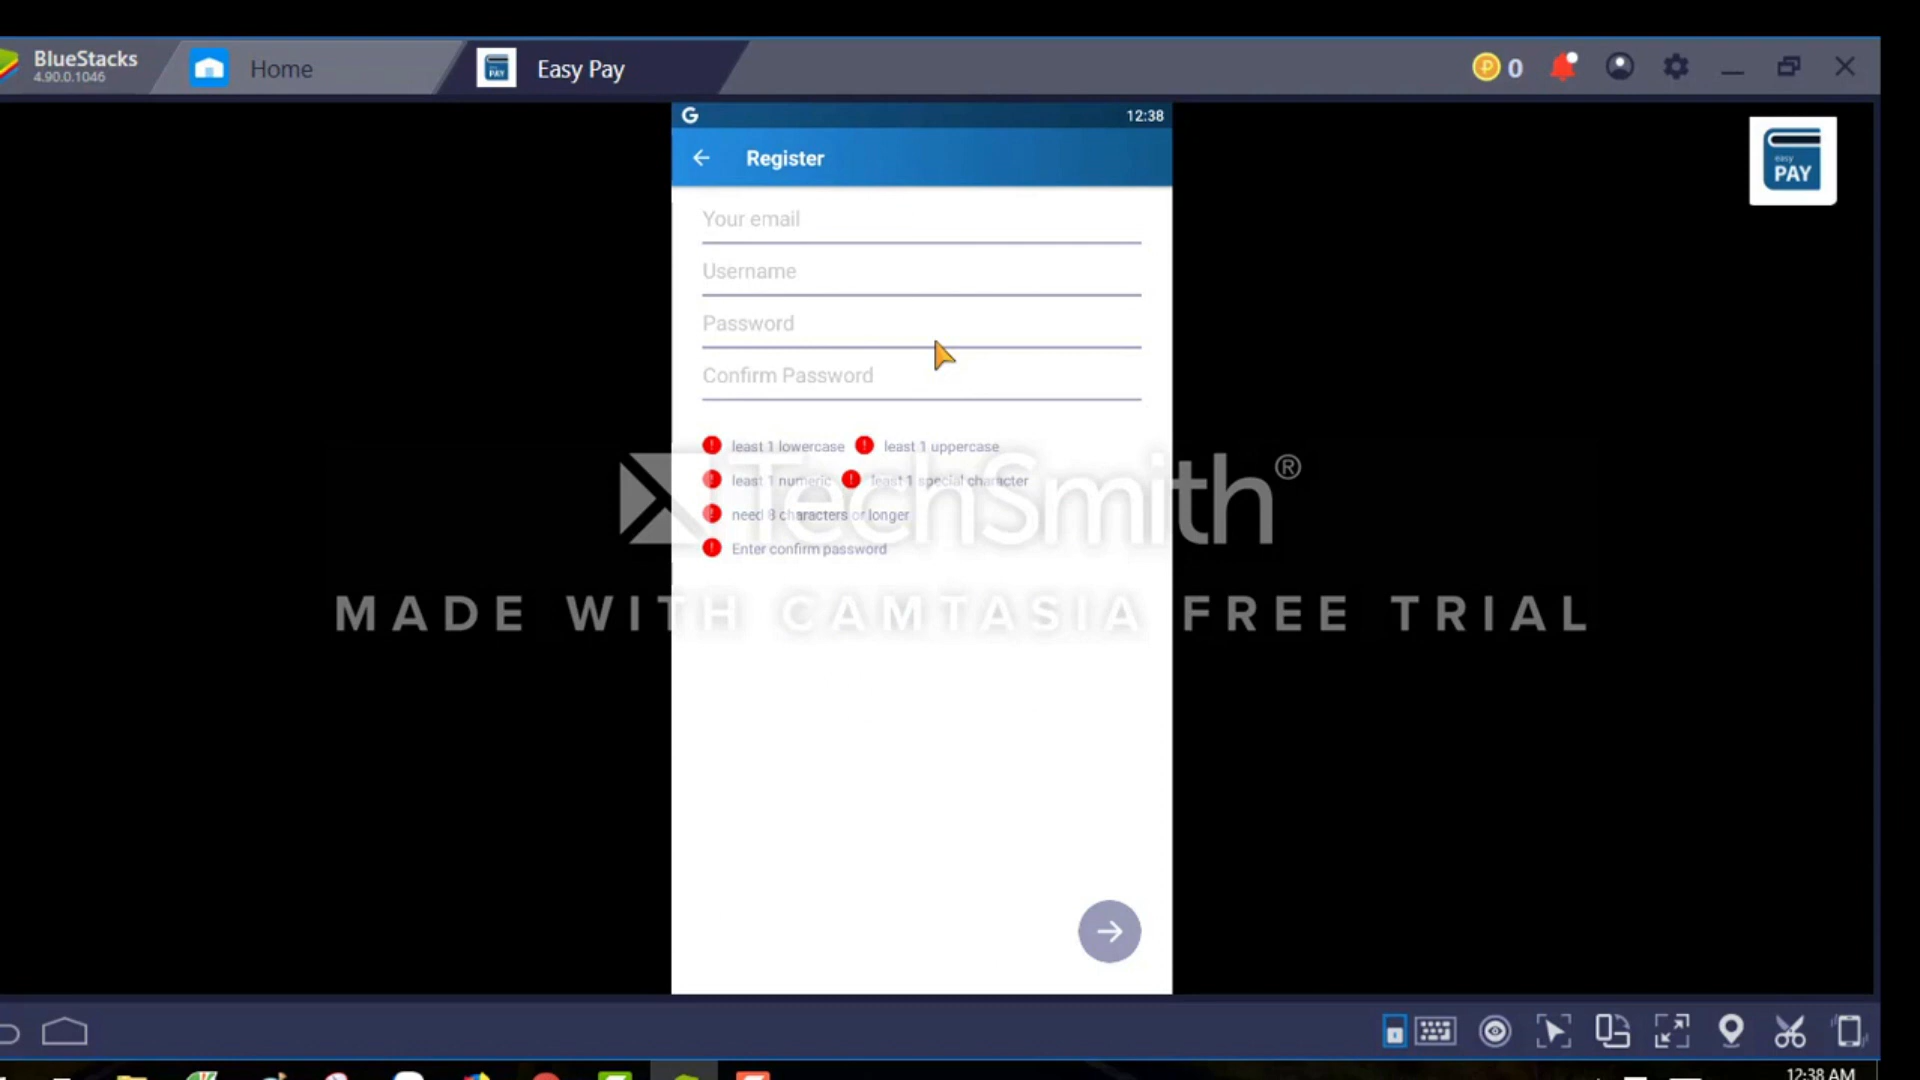 BlueStacks
4.90.0.1046
Home
Easy Pay
P 0
G 12:38
Register
easy
PAY
Your email
Username
Password
Confirm Password
! least 1 lowercase ! least 1 uppercase
! least 1 numeric ! least 1 special character
! need 8 characters or longer
! Enter confirm password
TechSmith®
MADE WITH CAMTASIA FREE TRIAL
12:38 AM